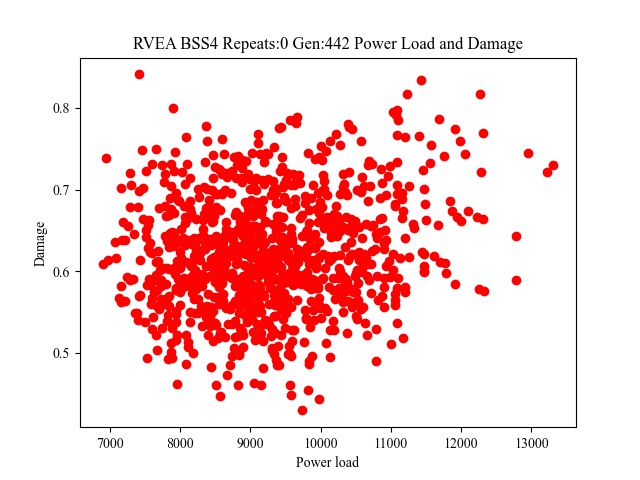 RVEA BSS4 Repeats:0 Gen:442 Power Load and Damage
0.8
0.7
0.6
0.5
Damage
7000 8000 9000 10000 11000 12000 13000
Power load